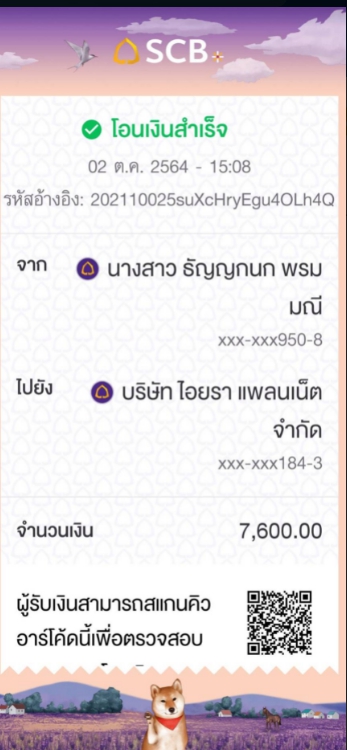 SCB+
โอนเงินสำเร็จ
02 ต.ค. 2564 - 15:08
รหัสอ้างอิง: 202110025suXcHryEgu4OLh4Q
จาก นางสาว ธัญญกนก พรม
มณี
xxx-xxx950-8
ไปยัง บริษัท ไอยรา แพลนเน็ต
จำกัด
xxx-xxx184-3
จำนวนเงิน 7,600.00
ผู้รับเงินสามารถสแกนคิว
อาร์โค้ดนี้เพื่อตรวจสอบ